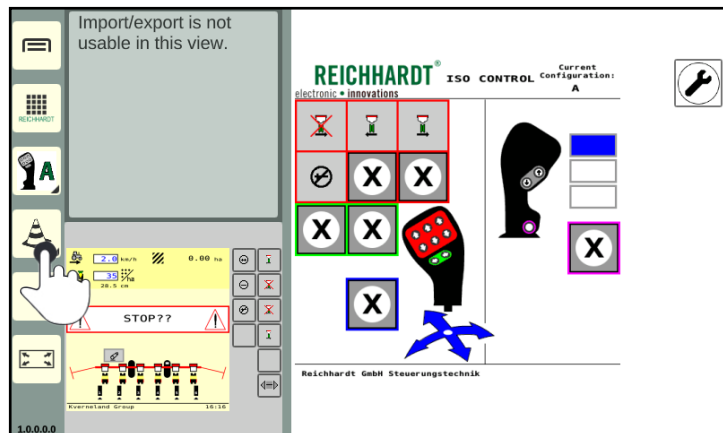 Import/export is not
usable in this view.
REICHHARDT
A
1.0.0.0.0
2.0 km/h
0.00 ha
35
/ha
28.5 cm
STOP??
Kverneland Group
16:16
REICHHARDT®
electronic • innovations
ISO CONTROL
Current
Configuration:
A
X X
X X
X
X
Reichhardt GmbH Steuerungstechnik